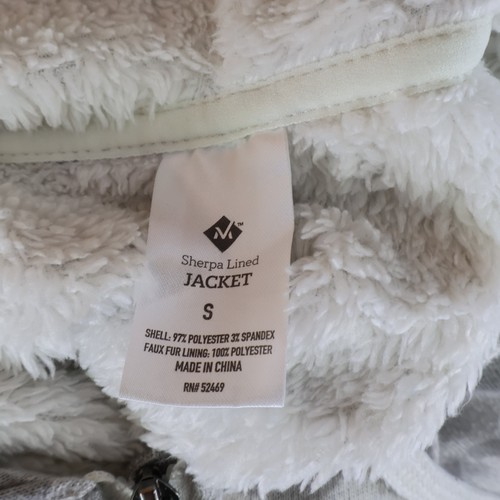 Sherpa Lined
JACKET
S
SHELL: 97% POLYESTER 3% SPANDEX
FAUX FUR LINING: 100% POLYESTER
MADE IN CHINA
RN# 52469